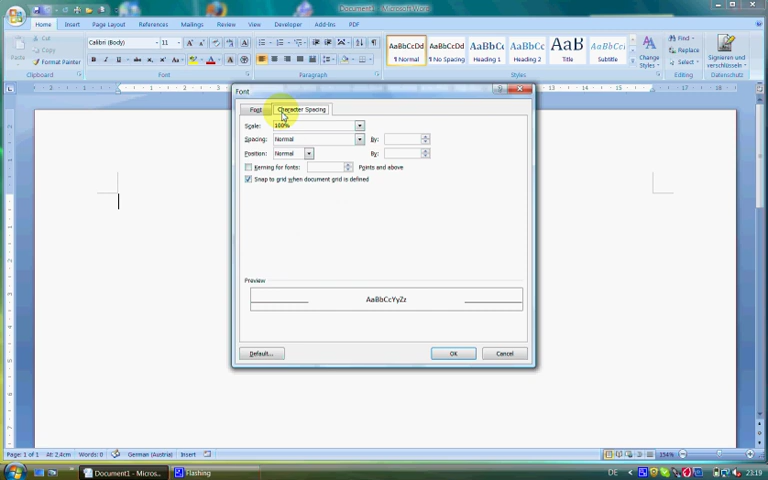 Document1 - Microsoft Word
Home Insert Page Layout References Mailings Review View Developer Add-Ins PDF
Paste
Cut
Copy
Format Painter
Clipboard
Calibri (Body) 11
Font
Paragraph
AaBbCcDd AaBbCcDd AaBbCc AaBbCc AaB AaBbCcI
¶ Normal ¶ No Spacing Heading 1 Heading 2 Title Subtitle
Change Styles
Styles
Find
Replace
Select
Editing
Signieren und verschlüsseln
Datenschutz
Font
Font Character Spacing
Scale: 100%
Spacing: Normal By:
Position: Normal By:
Kerning for fonts: Points and above
Snap to grid when document grid is defined
Preview
AaBbCcYyZz
Default... OK Cancel
Page: 1 of 1 At: 2,4cm Words: 0 German (Austria) Insert 154%
Document1 - Micros... Flashing DE 23:19